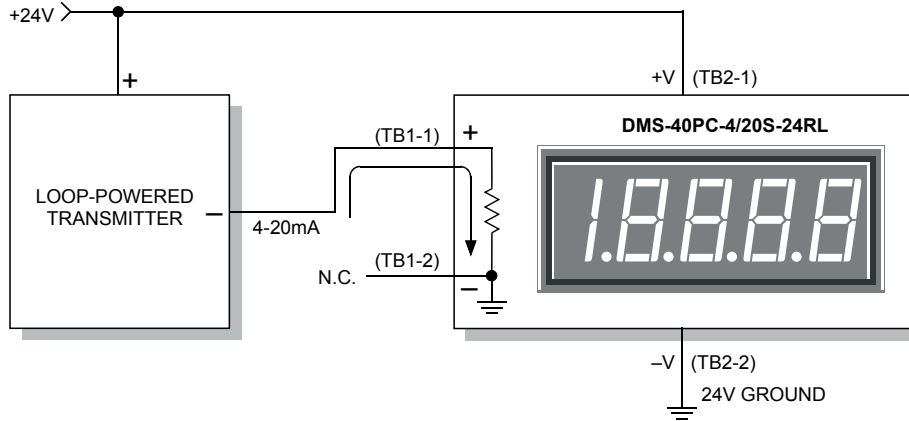 +24V
+
+V (TB2-1)
DMS-40PC-4/20S-24RL
(TB1-1)
+
LOOP-POWERED
TRANSMITTER
–
4-20mA
1.8.8.8.8
(TB1-2)
N.C.
–
–V (TB2-2)
24V GROUND